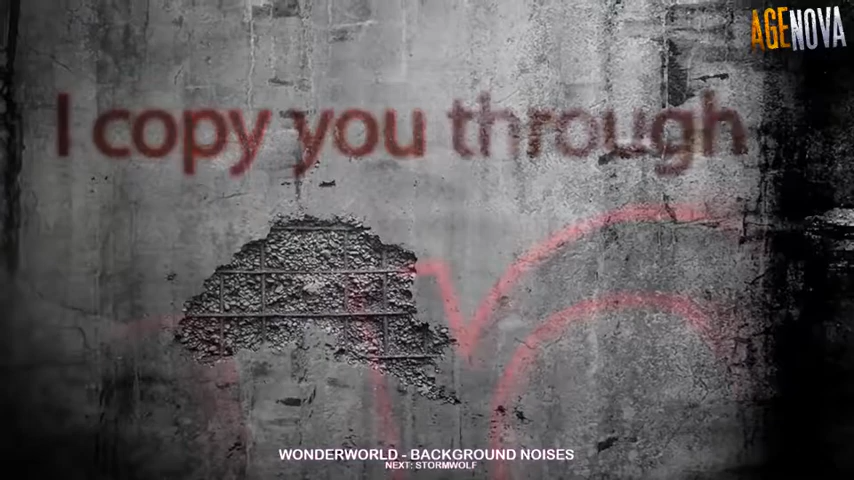 AGENOVA
I copy you through
WONDERWORLD - BACKGROUND NOISES
NEXT: STORMWOLF